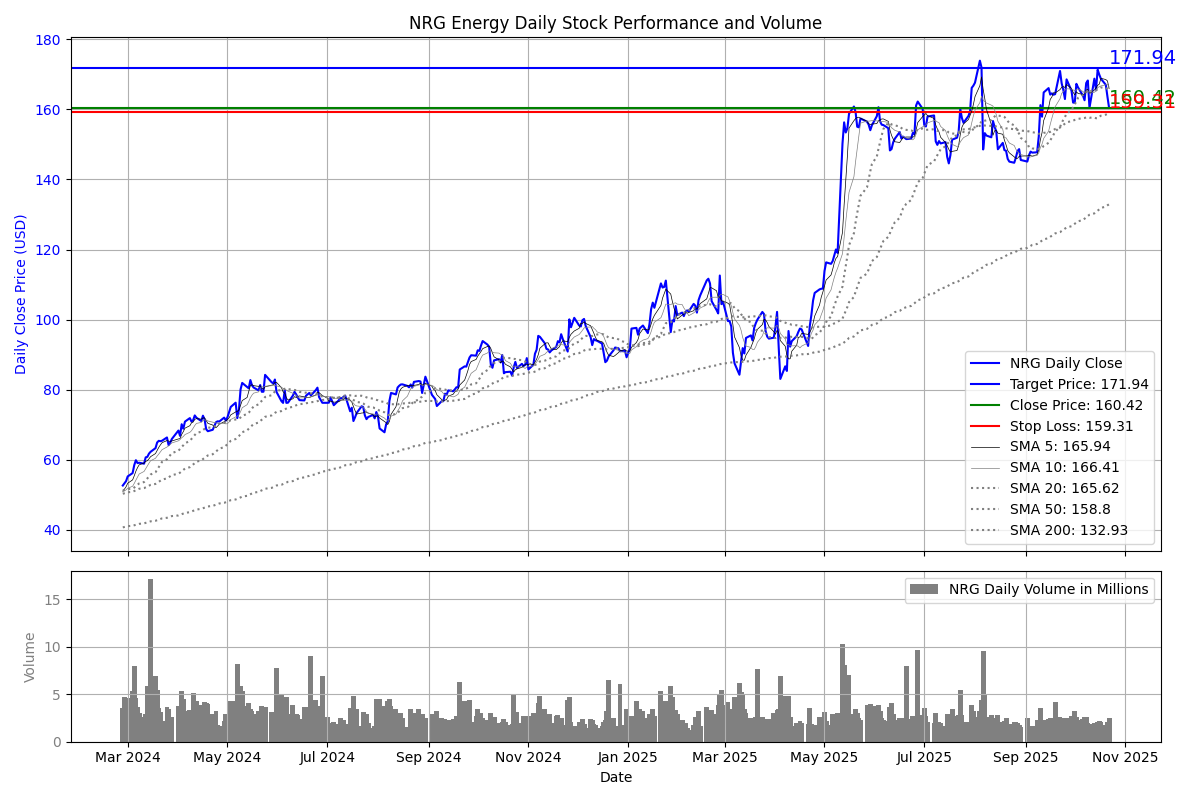 NRG Energy Daily Stock Performance and Volume
180
160
140
120
100
80
60
40
Daily Close Price (USD)
171.94
160.42
159.31
NRG Daily Close
Target Price: 171.94
Close Price: 160.42
Stop Loss: 159.31
SMA 5: 165.94
SMA 10: 166.41
SMA 20: 165.62
SMA 50: 158.8
SMA 200: 132.93
15
10
5
0
Volume
NRG Daily Volume in Millions
Mar 2024 May 2024 Jul 2024 Sep 2024 Nov 2024 Jan 2025 Mar 2025 May 2025 Jul 2025 Sep 2025 Nov 2025
Date